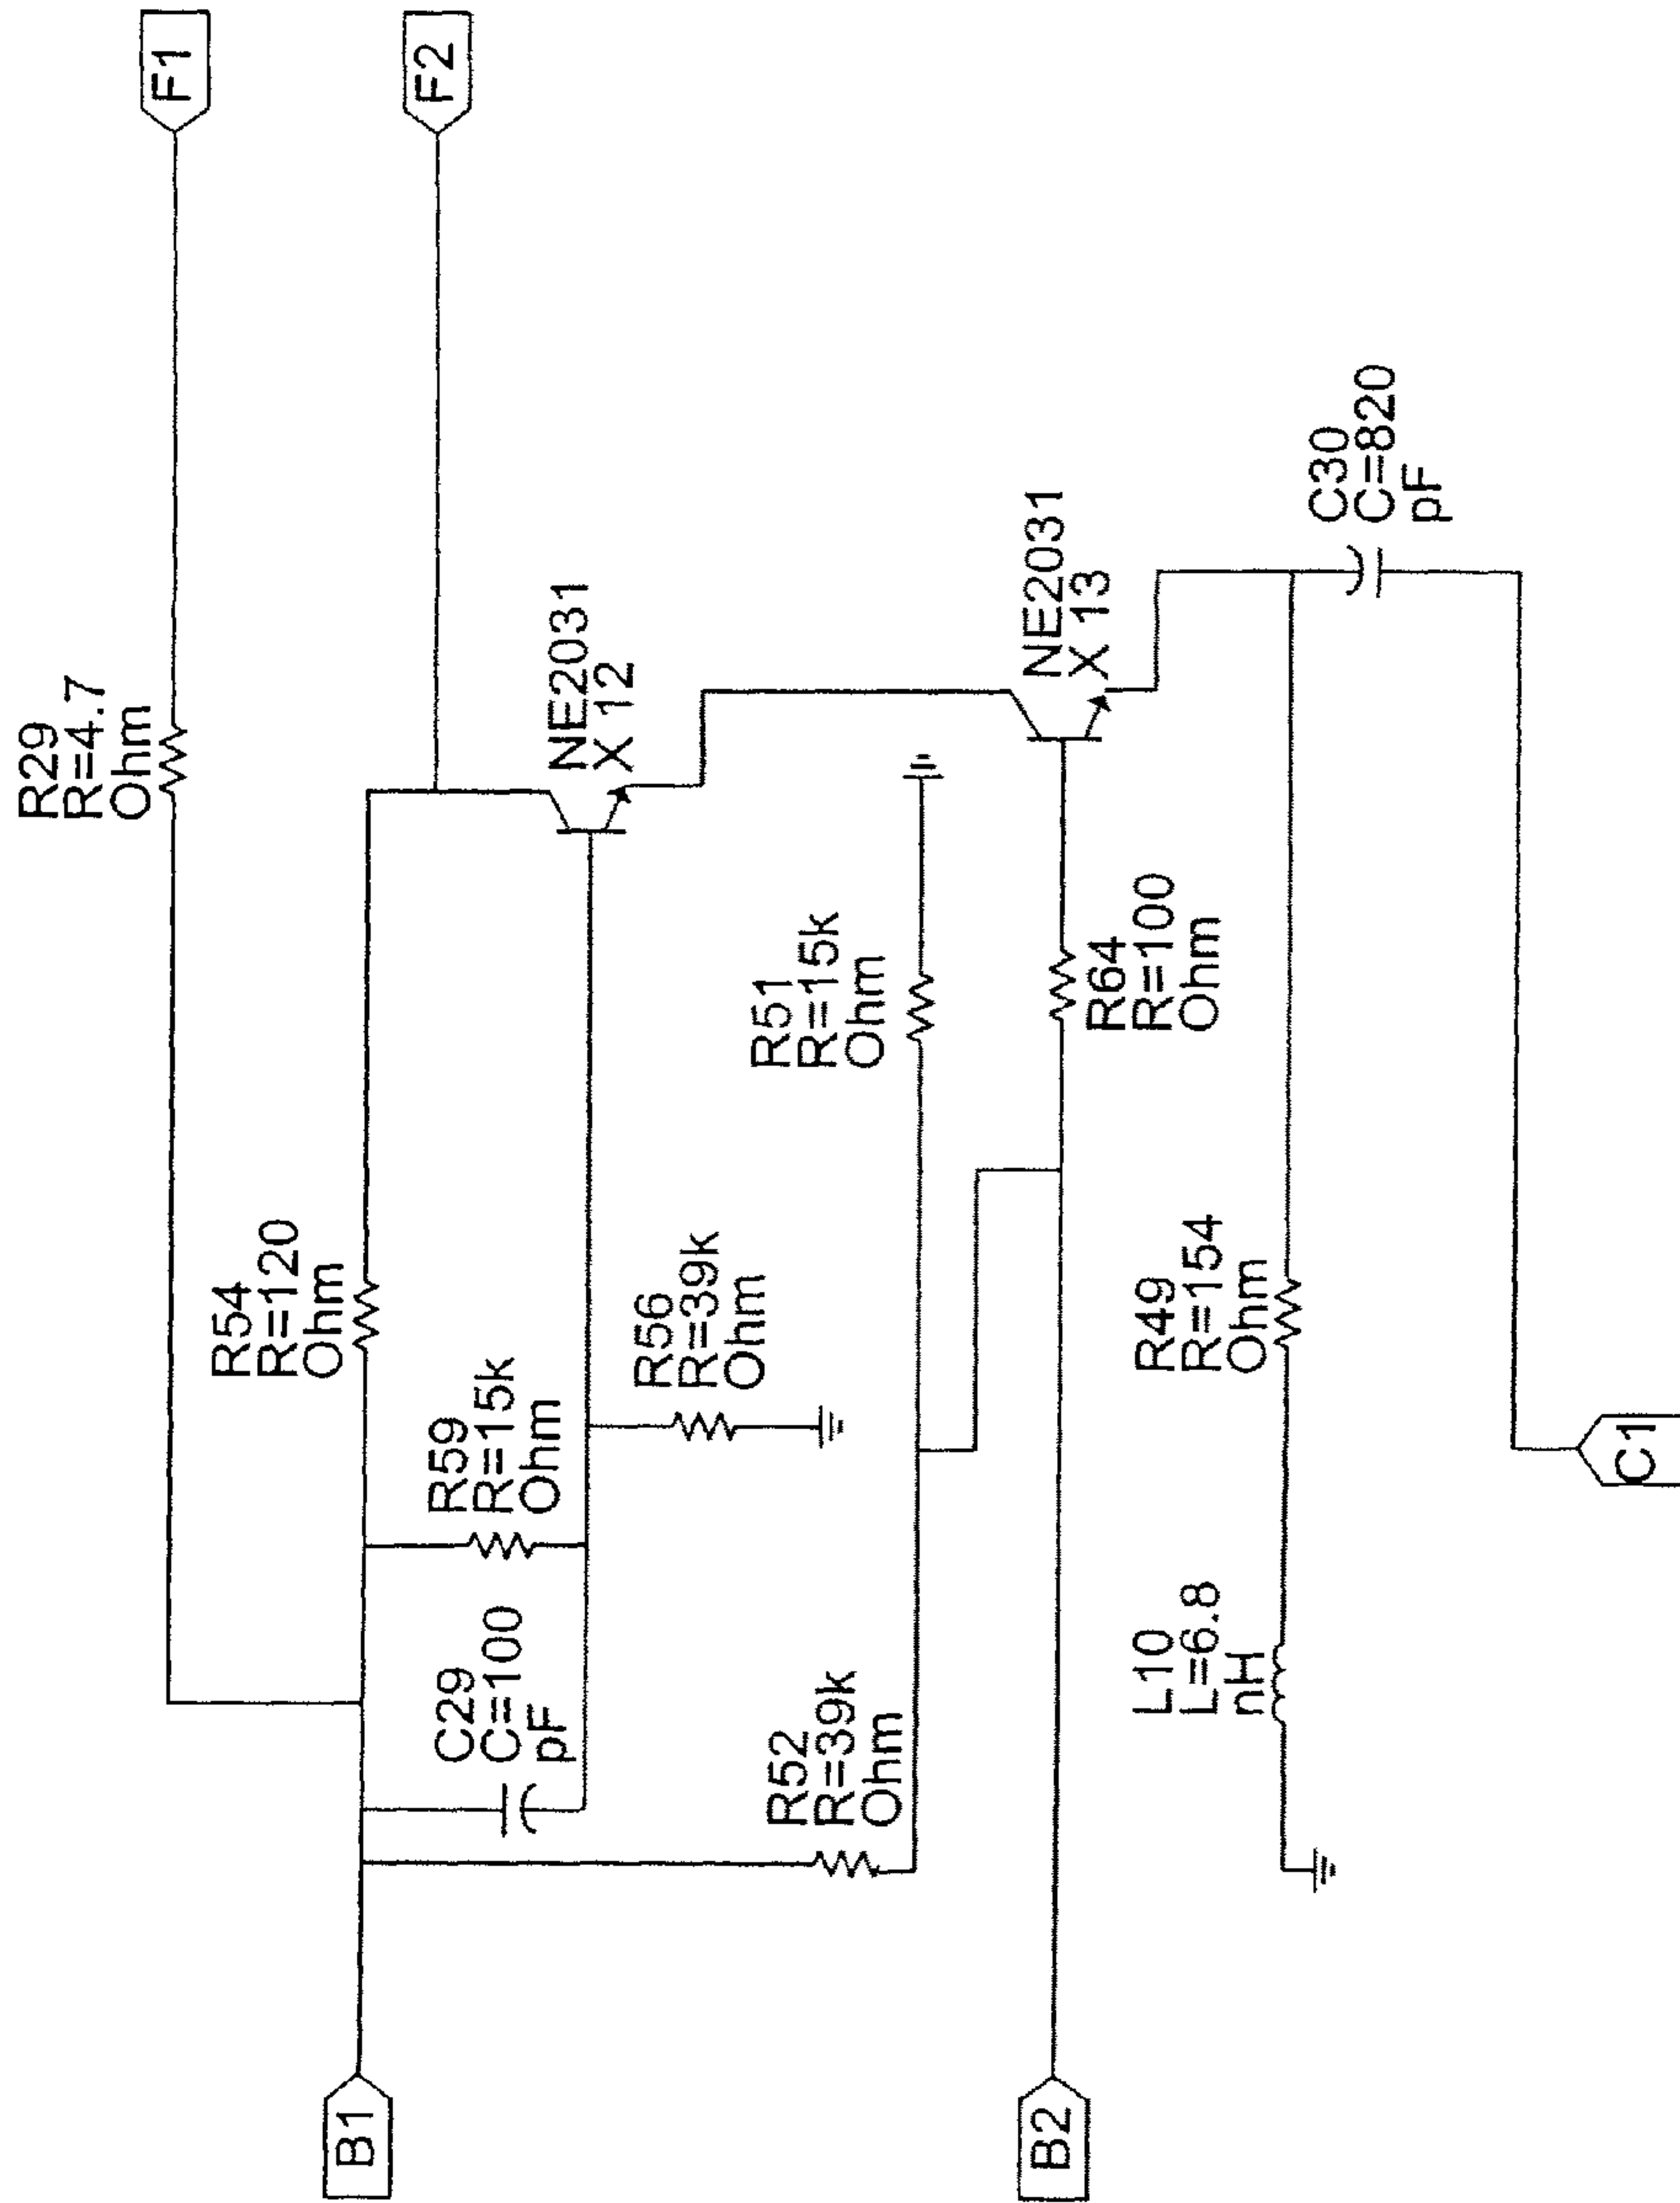 F1
F2
R29
R=4.7
Ohm
R54
R=120
Ohm
NE2031
X 12
R59
R=15k
Ohm
C29
C=100
pF
R56
R=39k
Ohm
R51
R=15k
Ohm
R52
R=39k
Ohm
NE2031
X 13
R64
R=100
Ohm
R49
R=154
Ohm
L10
L=6.8
nH
C30
C=820
pF
B1
B2
C1